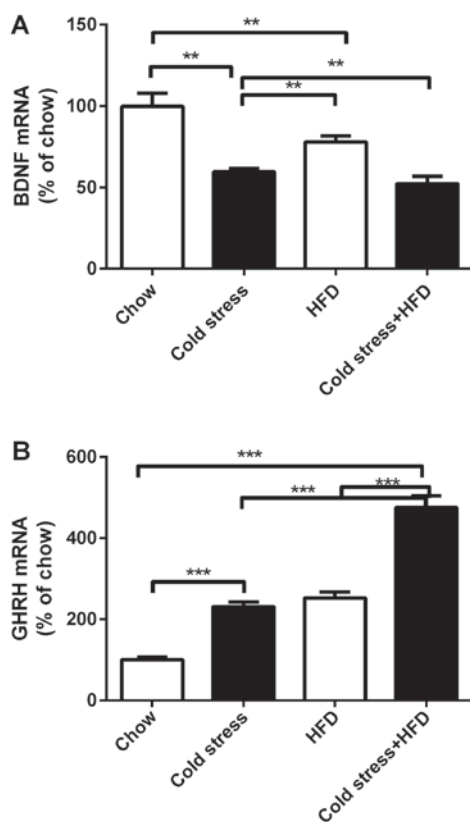 A
BDNF mRNA
(% of chow)
150
100
50
0
**
**
**
**
Chow
Cold stress
HFD
Cold stress+HFD
B
GHRH mRNA
(% of chow)
600
400
200
0
***
***
***
***
Chow
Cold stress
HFD
Cold stress+HFD